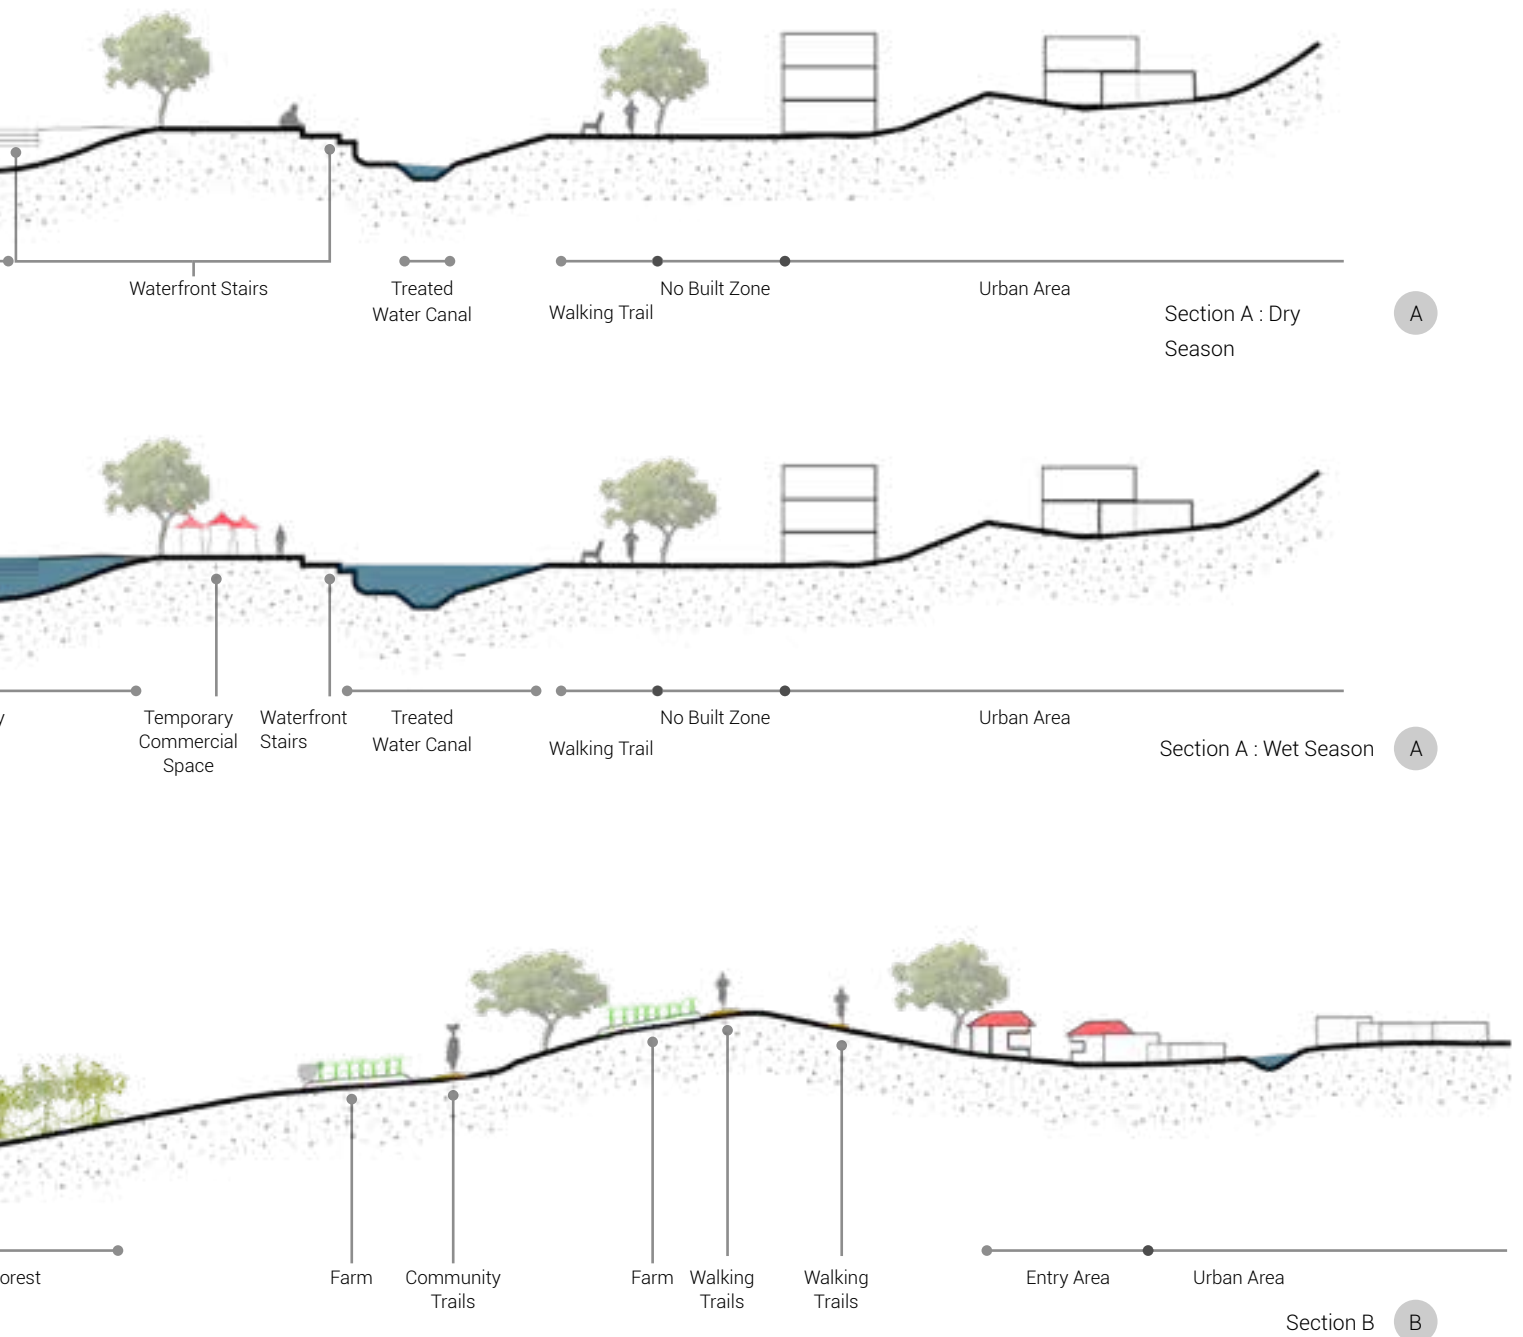 Waterfront Stairs
Treated
Water Canal
Walking Trail
No Built Zone
Urban Area
Section A : Dry
Season
A
y
Temporary
Commercial
Space
Waterfront
Stairs
Treated
Water Canal
Walking Trail
No Built Zone
Urban Area
Section A : Wet Season
A
orest
Farm
Community
Trails
Farm
Walking
Trails
Walking
Trails
Entry Area
Urban Area
Section B
B